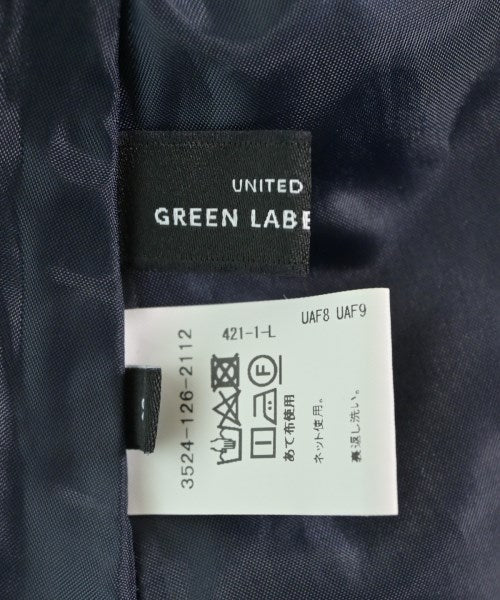 UNITED
GREEN LABE
UAF8 UAF9
421-1-L
3524-126-2112
F
あて布使用
ネット使用。
裏返し洗い。